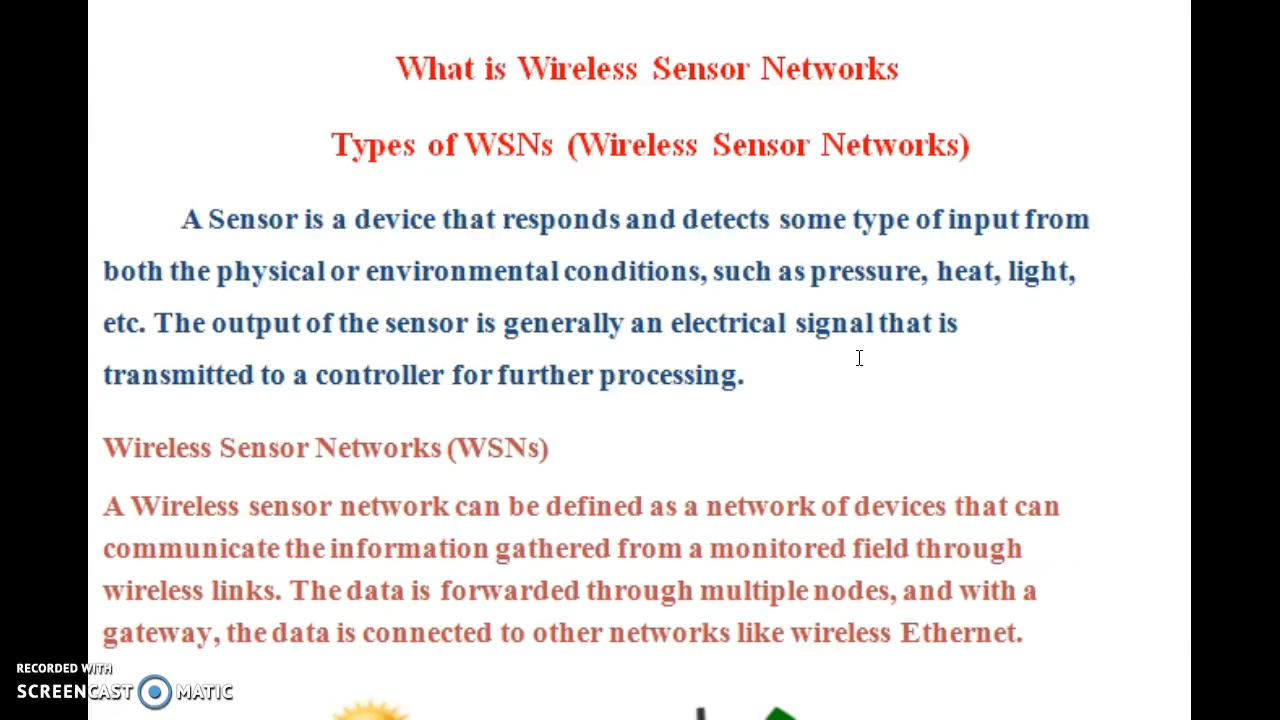 What is Wireless Sensor Networks
Types of WSNs (Wireless Sensor Networks)
A Sensor is a device that responds and detects some type of input from
both the physical or environmental conditions, such as pressure, heat, light,
etc. The output of the sensor is generally an electrical signal that is
transmitted to a controller for further processing.
Wireless Sensor Networks (WSNs)
A Wireless sensor network can be defined as a network of devices that can
communicate the information gathered from a monitored field through
wireless links. The data is forwarded through multiple nodes, and with a
gateway, the data is connected to other networks like wireless Ethernet.
RECORDED WITH
SCREENCAST MATIC